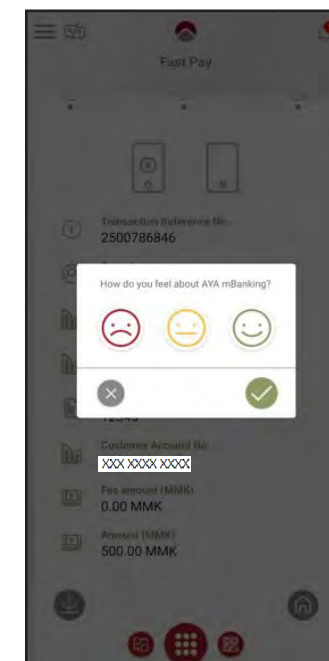 Fast Pay
Transaction Reference No.
2500786846
How do you feel about AYA mBanking?
Customer Account No
XXX XXXX XXXX
Fee amount (MMK)
0.00 MMK
Amount (MMK)
500.00 MMK